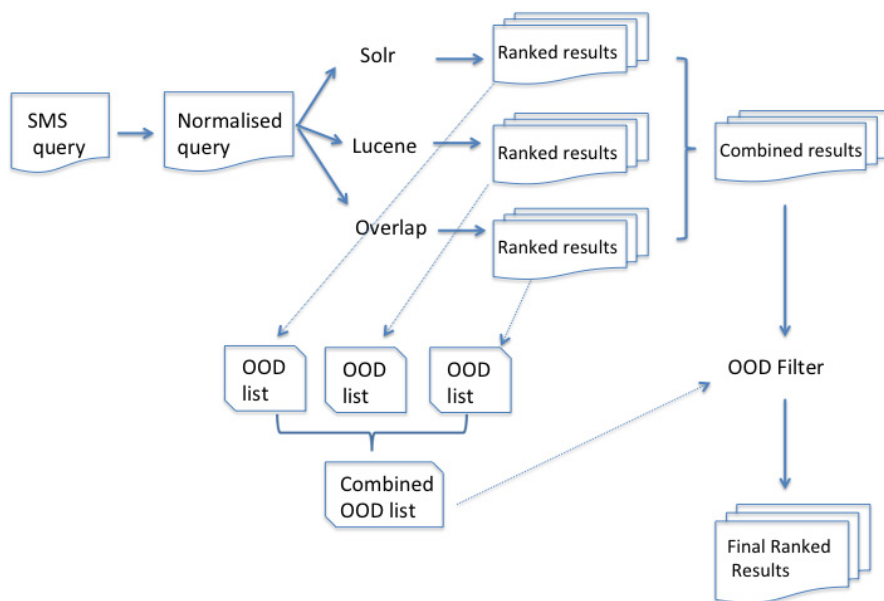 Solr
Ranked results
SMS
query
Normalised
query
Lucene
Ranked results
Combined results
Overlap
Ranked results
OOD
list
OOD
list
OOD
list
OOD Filter
Combined
OOD list
Final Ranked
Results